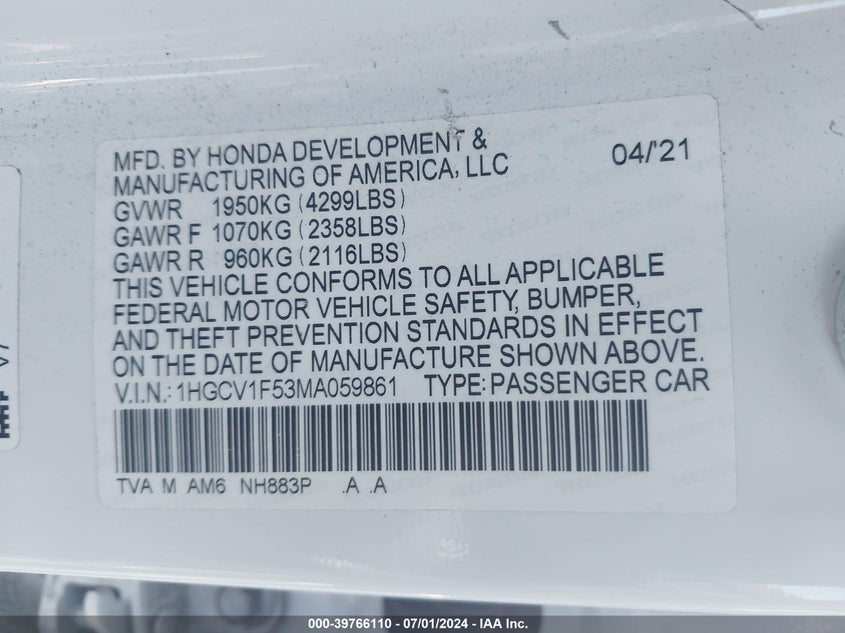 MFD. BY HONDA DEVELOPMENT &
MANUFACTURING OF AMERICA, LLC
04/'21
GVWR 1950KG (4299LBS)
GAWR F 1070KG (2358LBS)
GAWR R 960KG (2116LBS)
THIS VEHICLE CONFORMS TO ALL APPLICABLE
FEDERAL MOTOR VEHICLE SAFETY, BUMPER,
AND THEFT PREVENTION STANDARDS IN EFFECT
ON THE DATE OF MANUFACTURE SHOWN ABOVE.
V.I.N.: 1HGCV1F53MA059861 TYPE: PASSENGER CAR
TVA M AM6 NH883P .A .A
000-39766110 - 07/01/2024 - IAA Inc.